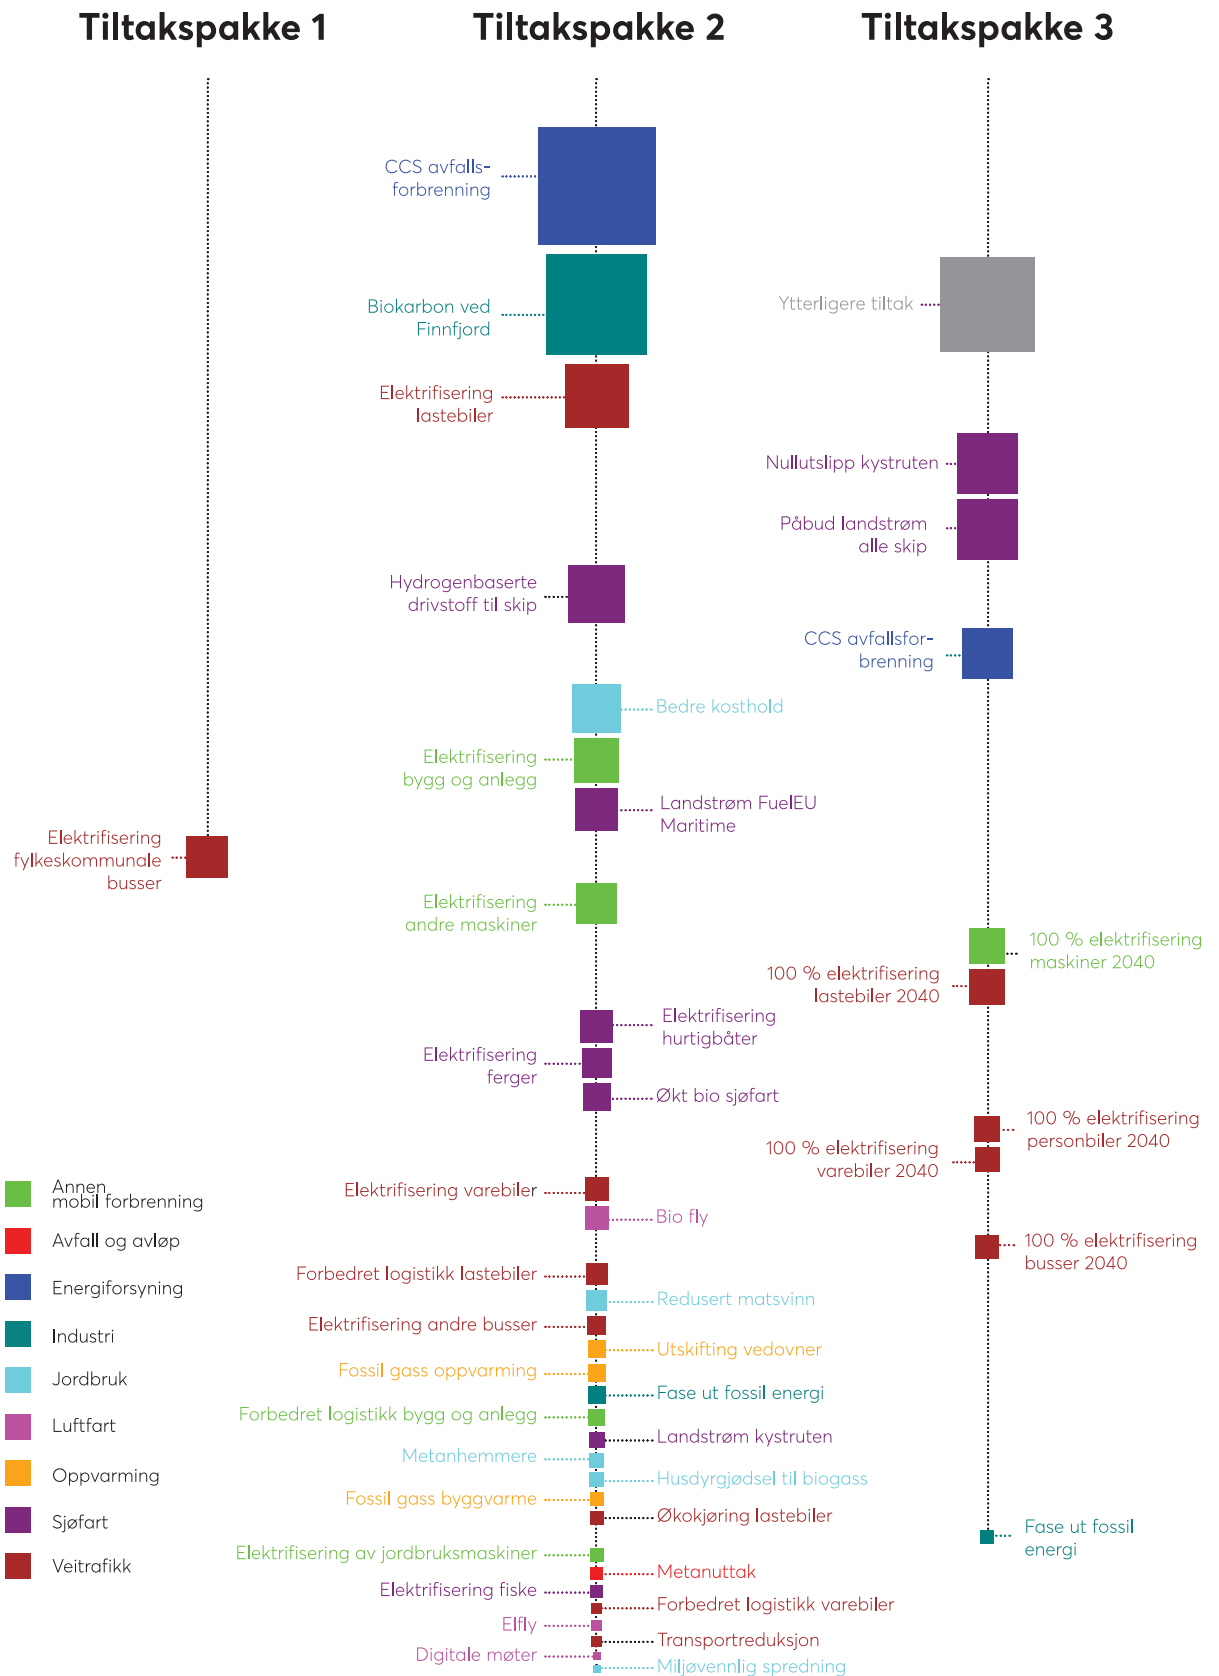 Tiltakspakke 1
Tiltakspakke 2
Tiltakspakke 3
Elektrifisering
fylkeskommunale
busser
CCS avfalls-
forbrenning
Biokarbon ved
Finnfjord
Elektrifisering
lastebiler
Hydrogenbaserte
drivstoff til skip
Bedre kosthold
Elektrifisering
bygg og anlegg
Landstrøm FuelEU
Maritime
Elektrifisering
andre maskiner
Elektrifisering
hurtigbåter
Elektrifisering
ferger
Økt bio sjøfart
Elektrifisering varebiler
Bio fly
Forbedret logistikk lastebiler
Redusert matsvinn
Elektrifisering andre busser
Utskifting vedovner
Fossil gass oppvarming
Fase ut fossil energi
Forbedret logistikk bygg og anlegg
Landstrøm kystruten
Metanhemmere
Husdyrgjødsel til biogass
Fossil gass byggvarme
Økokjøring lastebiler
Elektrifisering av jordbruksmaskiner
Metanuttak
Elektrifisering fiske
Forbedret logistikk varebiler
Elfly
Transportreduksjon
Digitale møter
Miljøvennlig spredning
Ytterligere tiltak
Nullutslipp kystruten
Påbud landstrøm
alle skip
CCS avfallsfor-
brenning
100 % elektrifisering
maskiner 2040
100 % elektrifisering
lastebiler 2040
100 % elektrifisering
personbiler 2040
100 % elektrifisering
varebiler 2040
100 % elektrifisering
busser 2040
Fase ut fossil
energi
Annen
mobil forbrenning
Avfall og avløp
Energiforsyning
Industri
Jordbruk
Luftfart
Oppvarming
Sjøfart
Veitrafikk